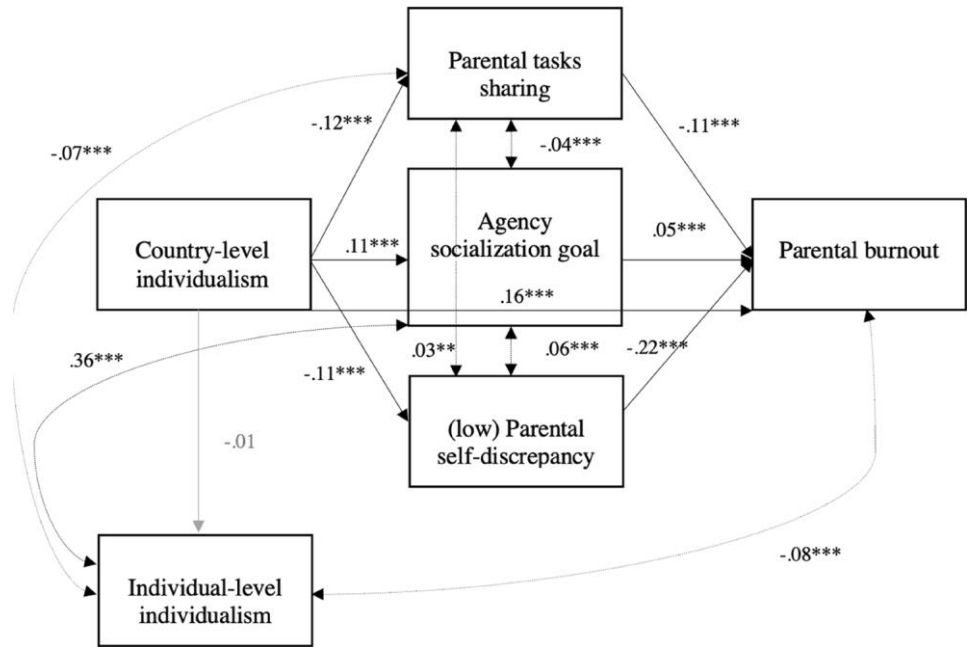 Parental tasks
sharing
-.12***
-.11***
-.07***
-.04***
Country-level
individualism
.11***
Agency
socialization goal
.05***
Parental burnout
.16***
.36***
-.11***
.03**
.06***
-.22***
(low) Parental
self-discrepancy
-.01
-.08***
Individual-level
individualism